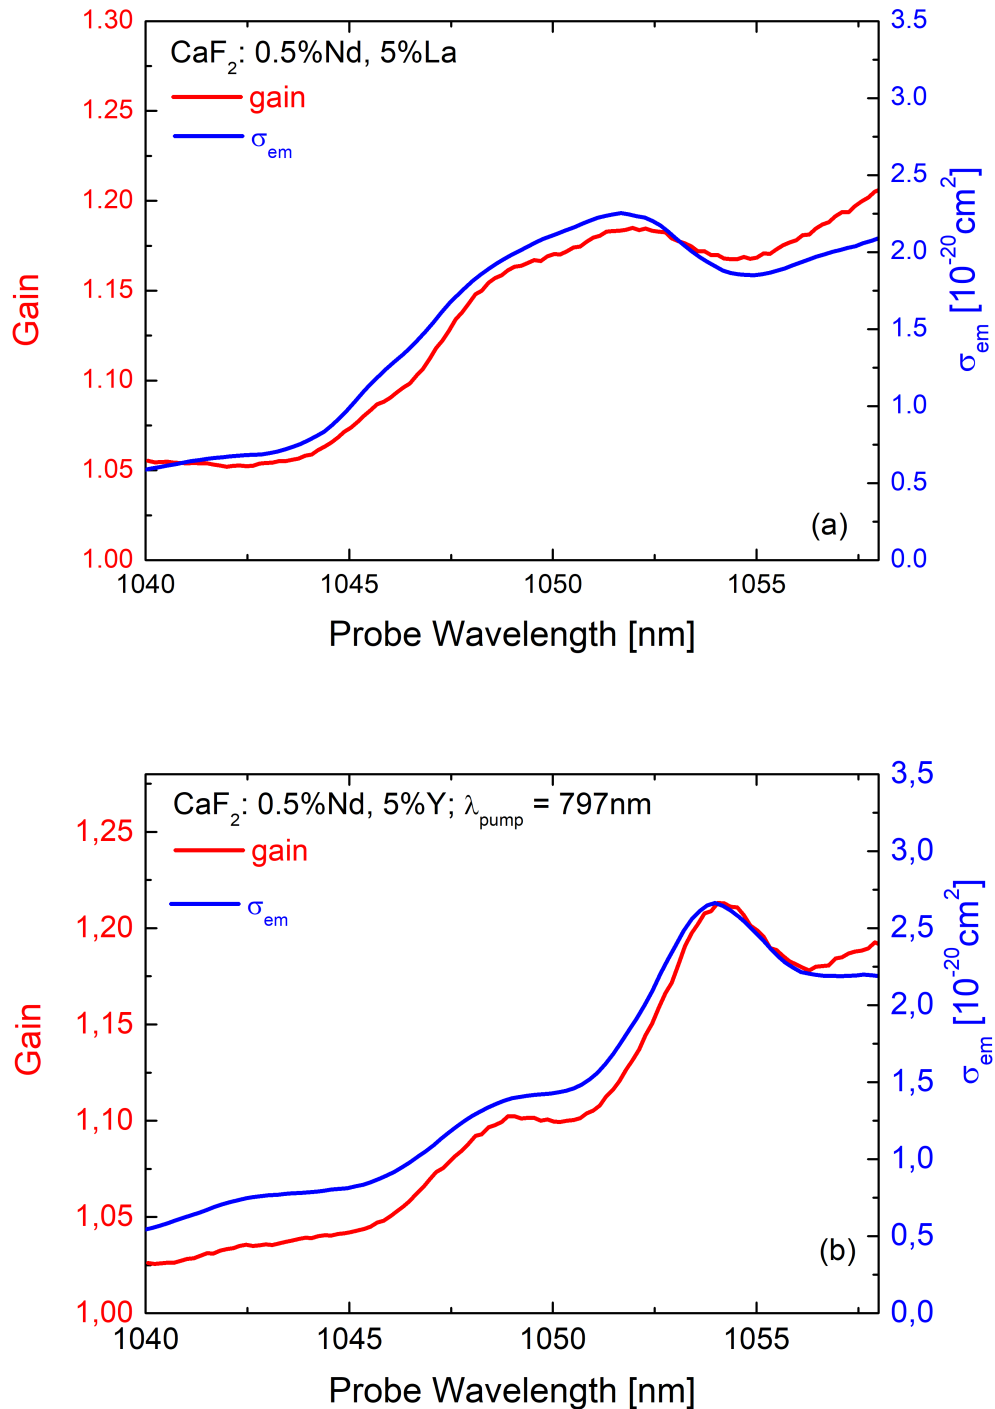 1.30
1.25
1.20
1.15
1.10
1.05
1.00
Gain
CaF2: 0.5%Nd, 5%La
gain
σem
3.5
3.0
2.5
2.0
1.5
1.0
0.5
0.0
σem [10-20cm2]
(a)
1040 1045 1050 1055
Probe Wavelength [nm]
1,25
1,20
1,15
1,10
1,05
1,00
Gain
CaF2: 0.5%Nd, 5%Y; λpump = 797nm
gain
σem
3,5
3,0
2,5
2,0
1,5
1,0
0,5
0,0
σem [10-20cm2]
(b)
1040 1045 1050 1055
Probe Wavelength [nm]